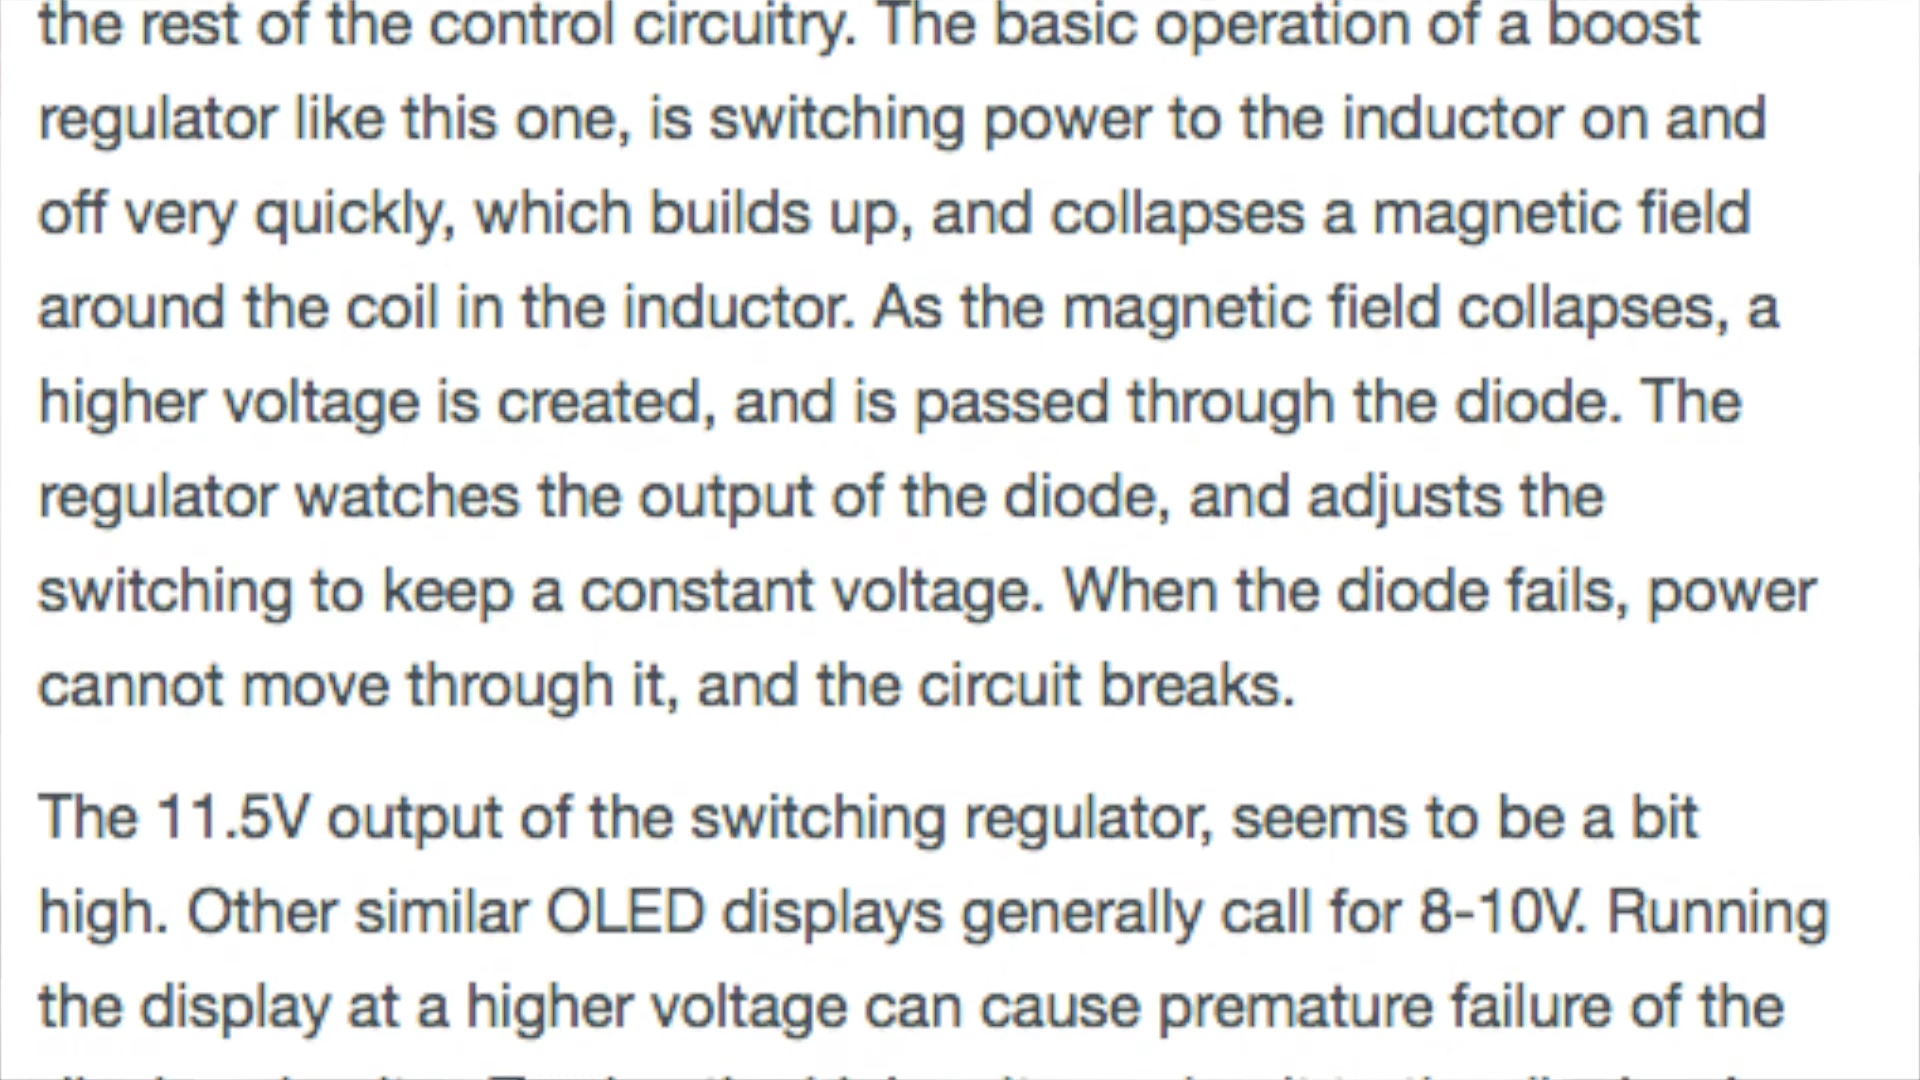 the rest of the control circuitry. The basic operation of a boost
regulator like this one, is switching power to the inductor on and
off very quickly, which builds up, and collapses a magnetic field
around the coil in the inductor. As the magnetic field collapses, a
higher voltage is created, and is passed through the diode. The
regulator watches the output of the diode, and adjusts the
switching to keep a constant voltage. When the diode fails, power
cannot move through it, and the circuit breaks.
The 11.5V output of the switching regulator, seems to be a bit
high. Other similar OLED displays generally call for 8-10V. Running
the display at a higher voltage can cause premature failure of the